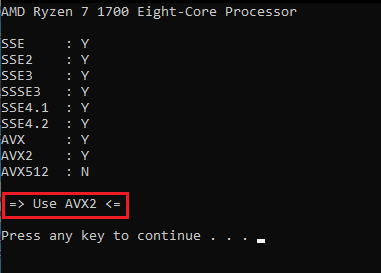 AMD Ryzen 7 1700 Eight-Core Processor
SSE : Y
SSE2 : Y
SSE3 : Y
SSSE3 : Y
SSE4.1 : Y
SSE4.2 : Y
AVX : Y
AVX2 : Y
AVX512 : N
=> Use AVX2 <=
Press any key to continue . . .